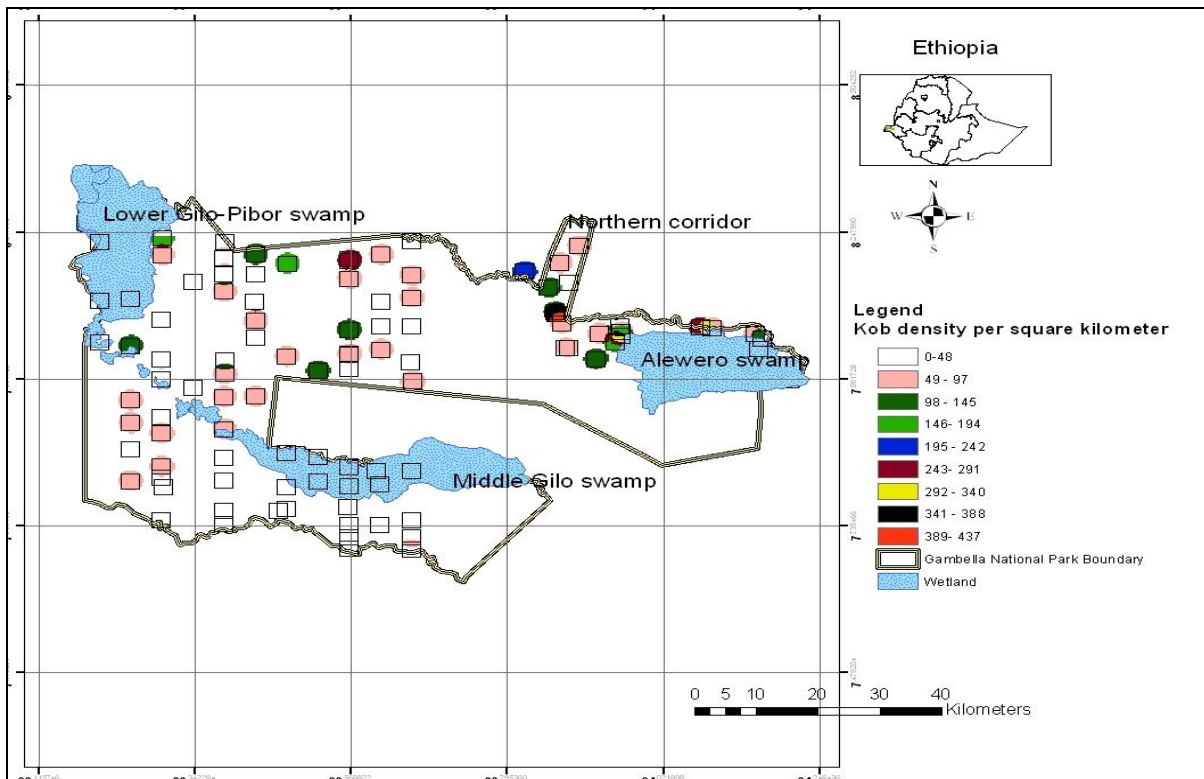 Ethiopia
N
W
E
S
Lower Gilo-Pibor swamp
Northern corridor
Alewero swamp
Middle Gilo swamp
Legend
Kob density per square kilometer
0-48
49 - 97
98 - 145
146- 194
195 - 242
243 - 291
292 - 340
341 - 388
389- 437
Gambella National Park Boundary
Wetland
0 5 10 20 30 40
Kilometers